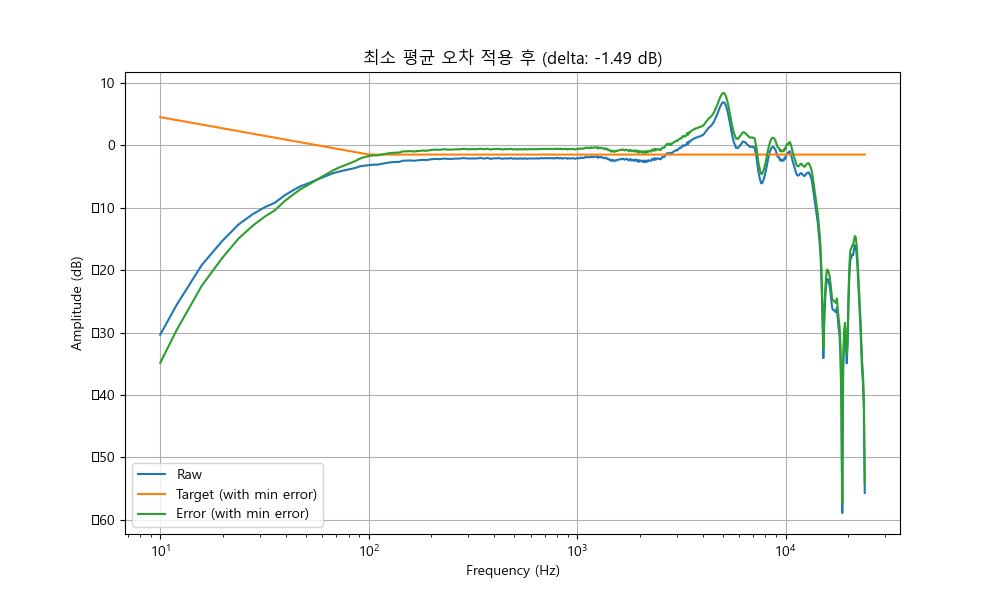 최소 평균 오차 적용 후 (delta: -1.49 dB)
10
0
□10
□20
□30
□40
□50
□60
Amplitude (dB)
Raw
Target (with min error)
Error (with min error)
10¹
10²
10³
10⁴
Frequency (Hz)